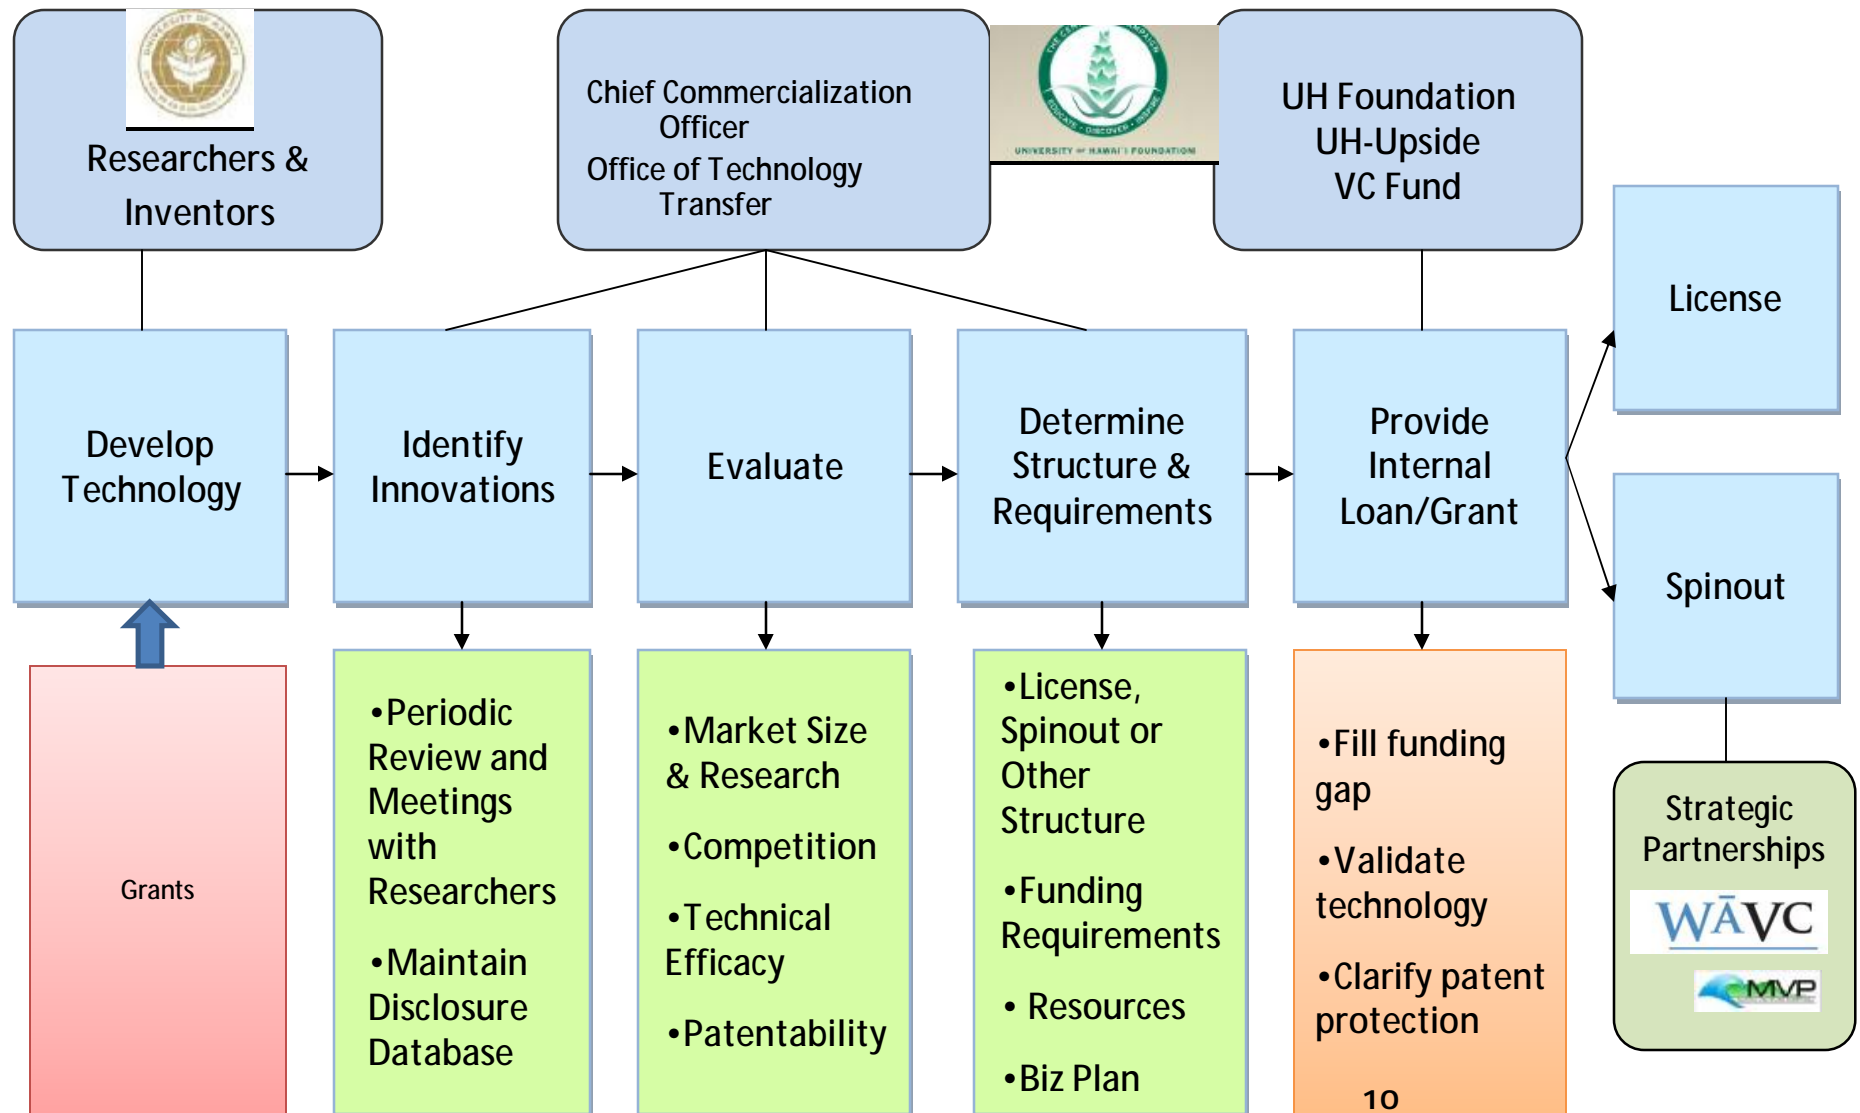 Researchers &
Inventors
Chief Commercialization
Officer
Office of Technology
Transfer
EDUCATE • DISCOVER • INSPIRE
UNIVERSITY OF HAWAI'I FOUNDATION
UH Foundation
UH-Upside
VC Fund
License
Develop
Technology
Identify
Innovations
Evaluate
Determine
Structure &
Requirements
Provide
Internal
Loan/Grant
Spinout
Grants
•Periodic
Review and
Meetings
with
Researchers
•Maintain
Disclosure
Database
•Market Size
& Research
•Competition
•Technical
Efficacy
•Patentability
•License,
Spinout or
Other
Structure
•Funding
Requirements
• Resources
•Biz Plan
•Fill funding
gap
•Validate
technology
•Clarify patent
protection
10
Strategic
Partnerships
WĀVC
MVP